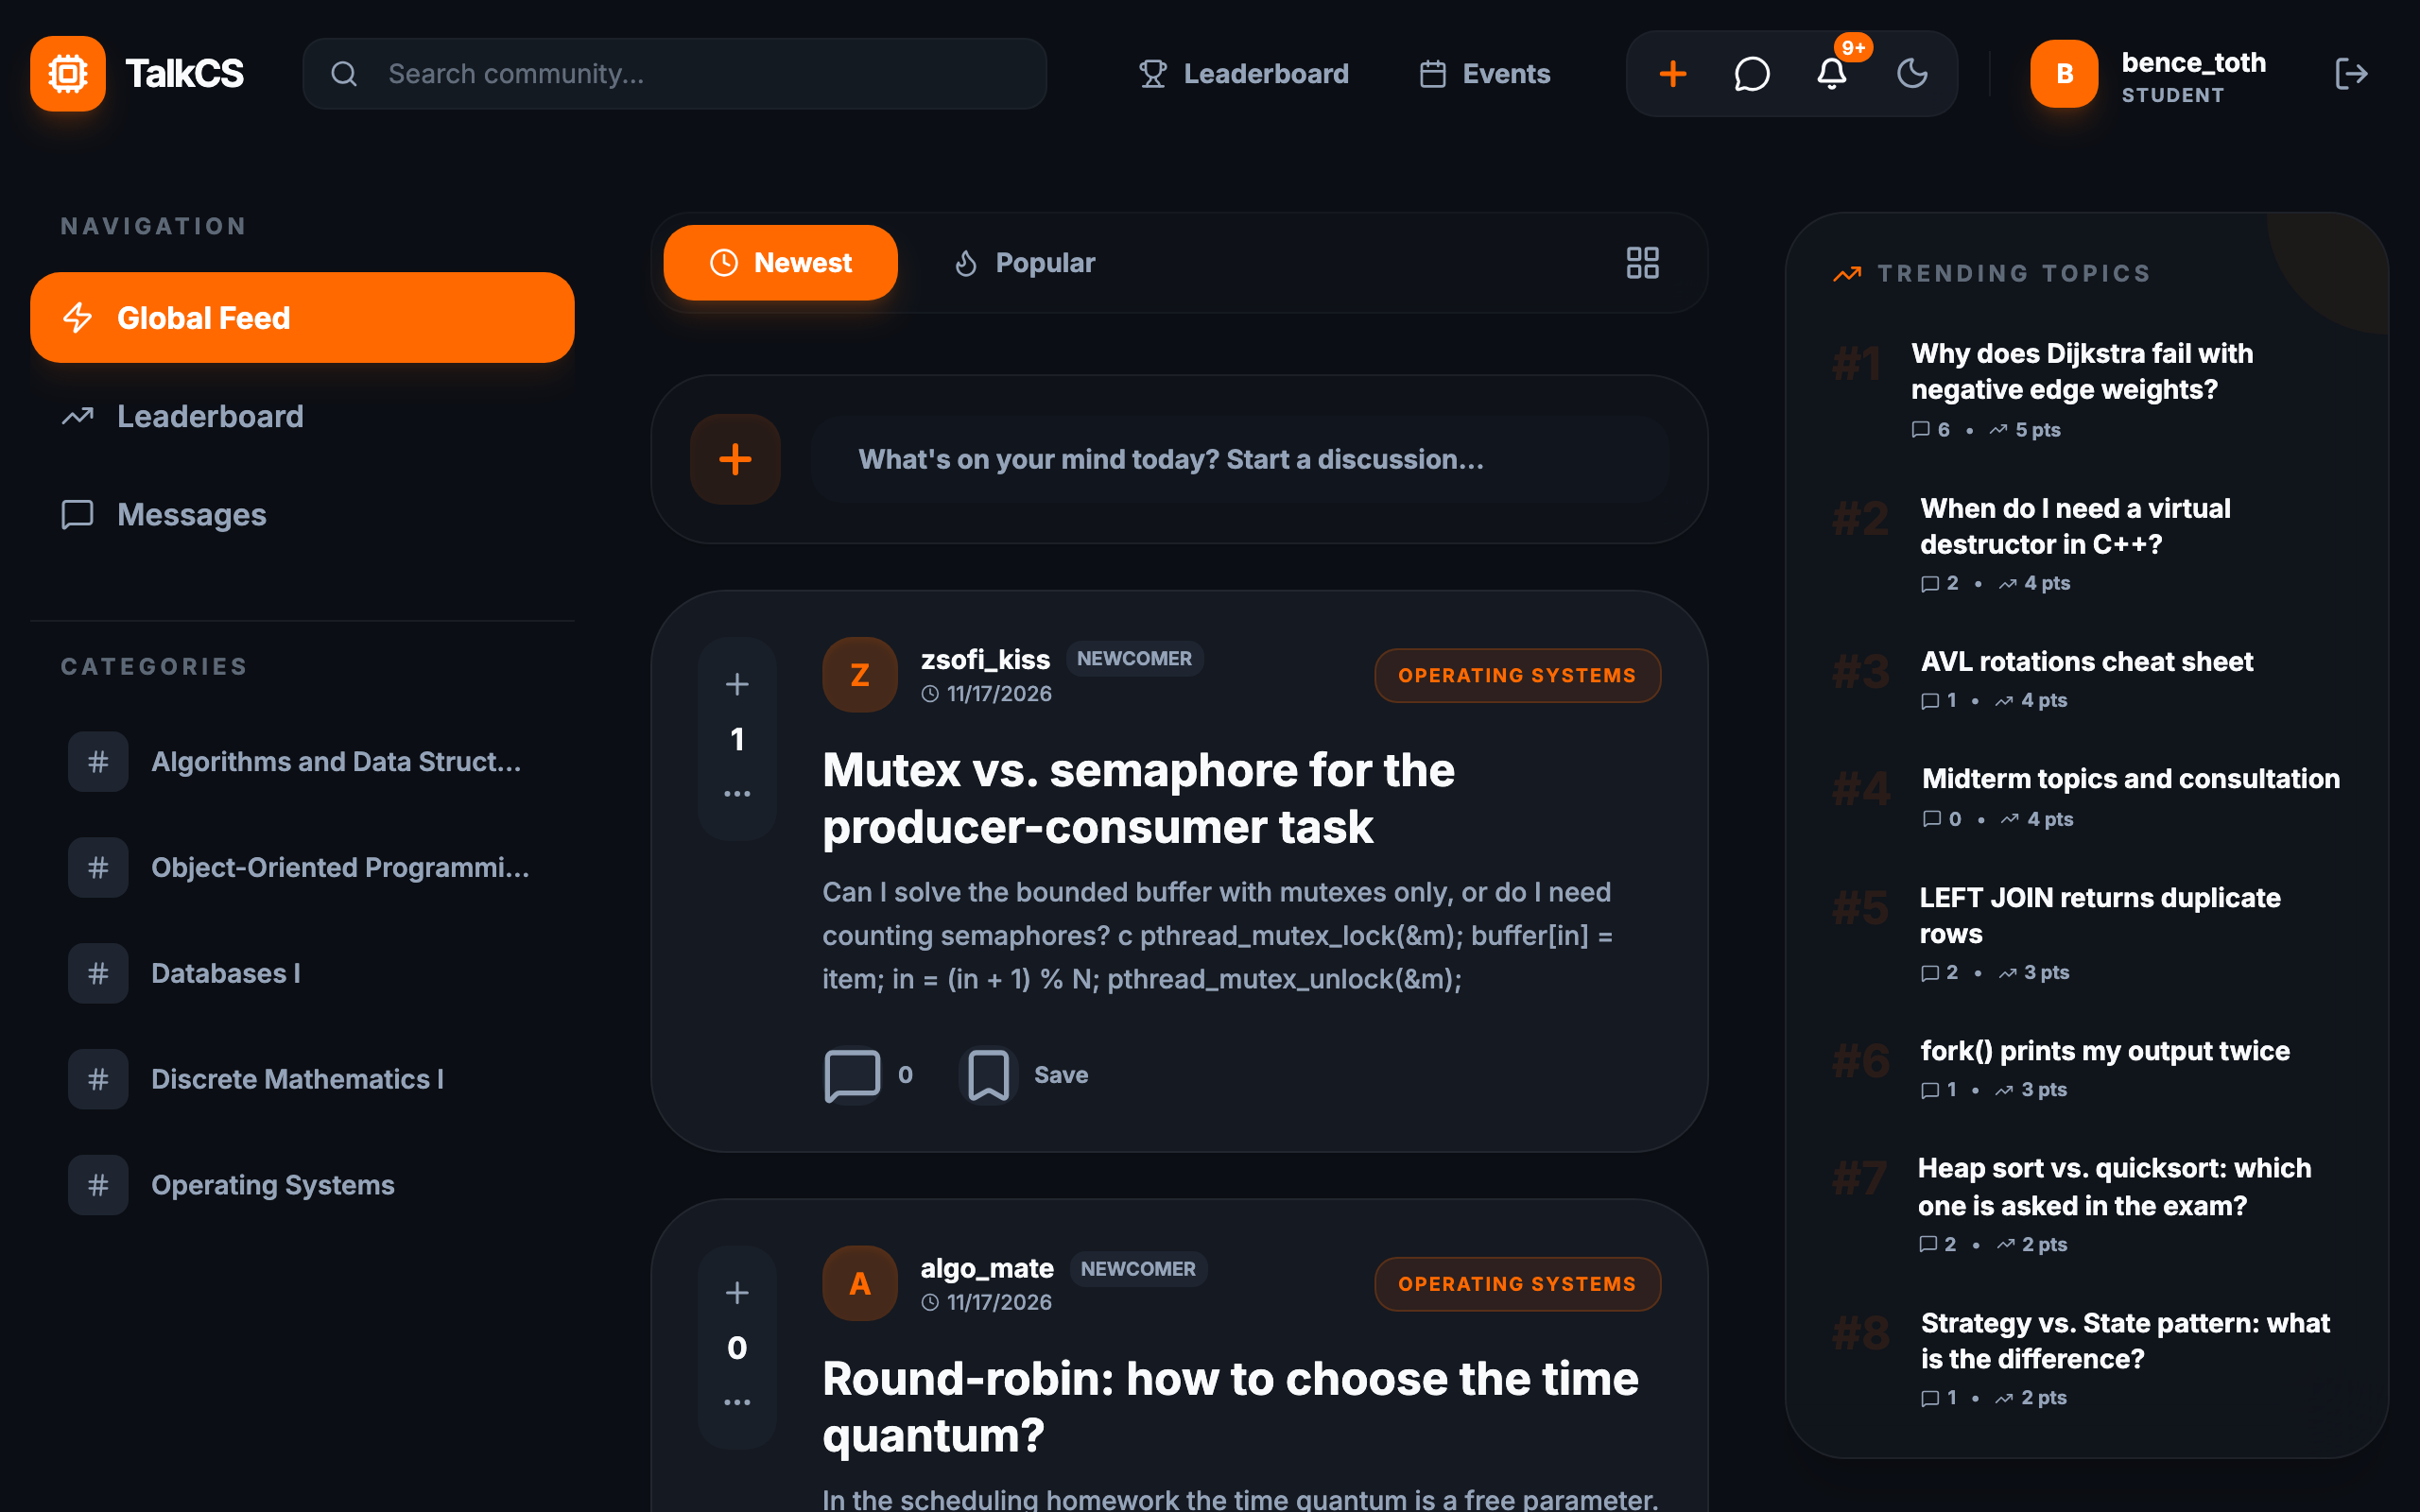 TalkCS
Search community...
Leaderboard
Events
9+
B
bence_toth
STUDENT
NAVIGATION
Global Feed
Leaderboard
Messages
CATEGORIES
# Algorithms and Data Struct...
# Object-Oriented Programmi...
# Databases I
# Discrete Mathematics I
# Operating Systems
Newest
Popular
What's on your mind today? Start a discussion...
1
Z
zsofi_kiss NEWCOMER
11/17/2026
OPERATING SYSTEMS
Mutex vs. semaphore for the
producer-consumer task
Can I solve the bounded buffer with mutexes only, or do I need
counting semaphores? c pthread_mutex_lock(&m); buffer[in] =
item; in = (in + 1) % N; pthread_mutex_unlock(&m);
0
Save
0
A
algo_mate NEWCOMER
11/17/2026
OPERATING SYSTEMS
Round-robin: how to choose the time
quantum?
In the scheduling homework the time quantum is a free parameter.
TRENDING TOPICS
#1 Why does Dijkstra fail with
negative edge weights?
6 • 5 pts
#2 When do I need a virtual
destructor in C++?
2 • 4 pts
#3 AVL rotations cheat sheet
1 • 4 pts
#4 Midterm topics and consultation
0 • 4 pts
#5 LEFT JOIN returns duplicate
rows
2 • 3 pts
#6 fork() prints my output twice
1 • 3 pts
#7 Heap sort vs. quicksort: which
one is asked in the exam?
2 • 2 pts
#8 Strategy vs. State pattern: what
is the difference?
1 • 2 pts